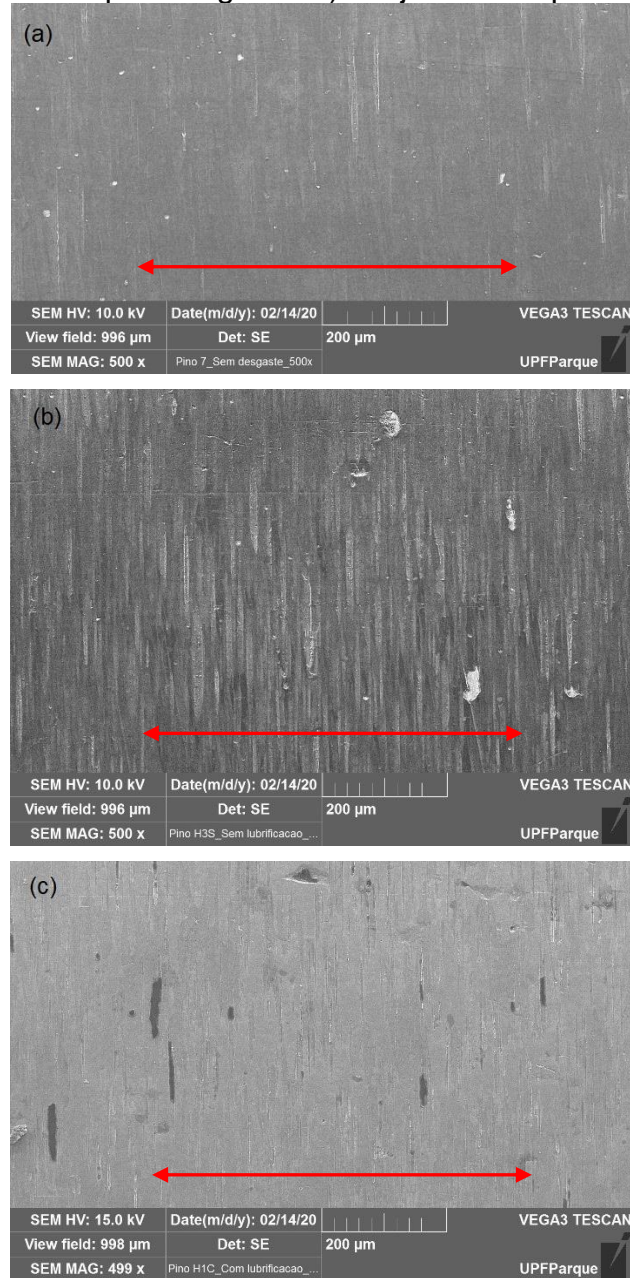 (a)
SEM HV: 10.0 kV Date(m/d/y): 02/14/20 VEGA3 TESCAN
View field: 996 µm Det: SE 200 µm
SEM MAG: 500 x Pino 7_Sem desgaste_500x UPFParque
(b)
SEM HV: 10.0 kV Date(m/d/y): 02/14/20 VEGA3 TESCAN
View field: 996 µm Det: SE 200 µm
SEM MAG: 500 x Pino H3S_Sem lubrificacao_... UPFParque
(c)
SEM HV: 15.0 kV Date(m/d/y): 02/14/20 VEGA3 TESCAN
View field: 998 µm Det: SE 200 µm
SEM MAG: 499 x Pino H1C_Com lubrificacao_... UPFParque